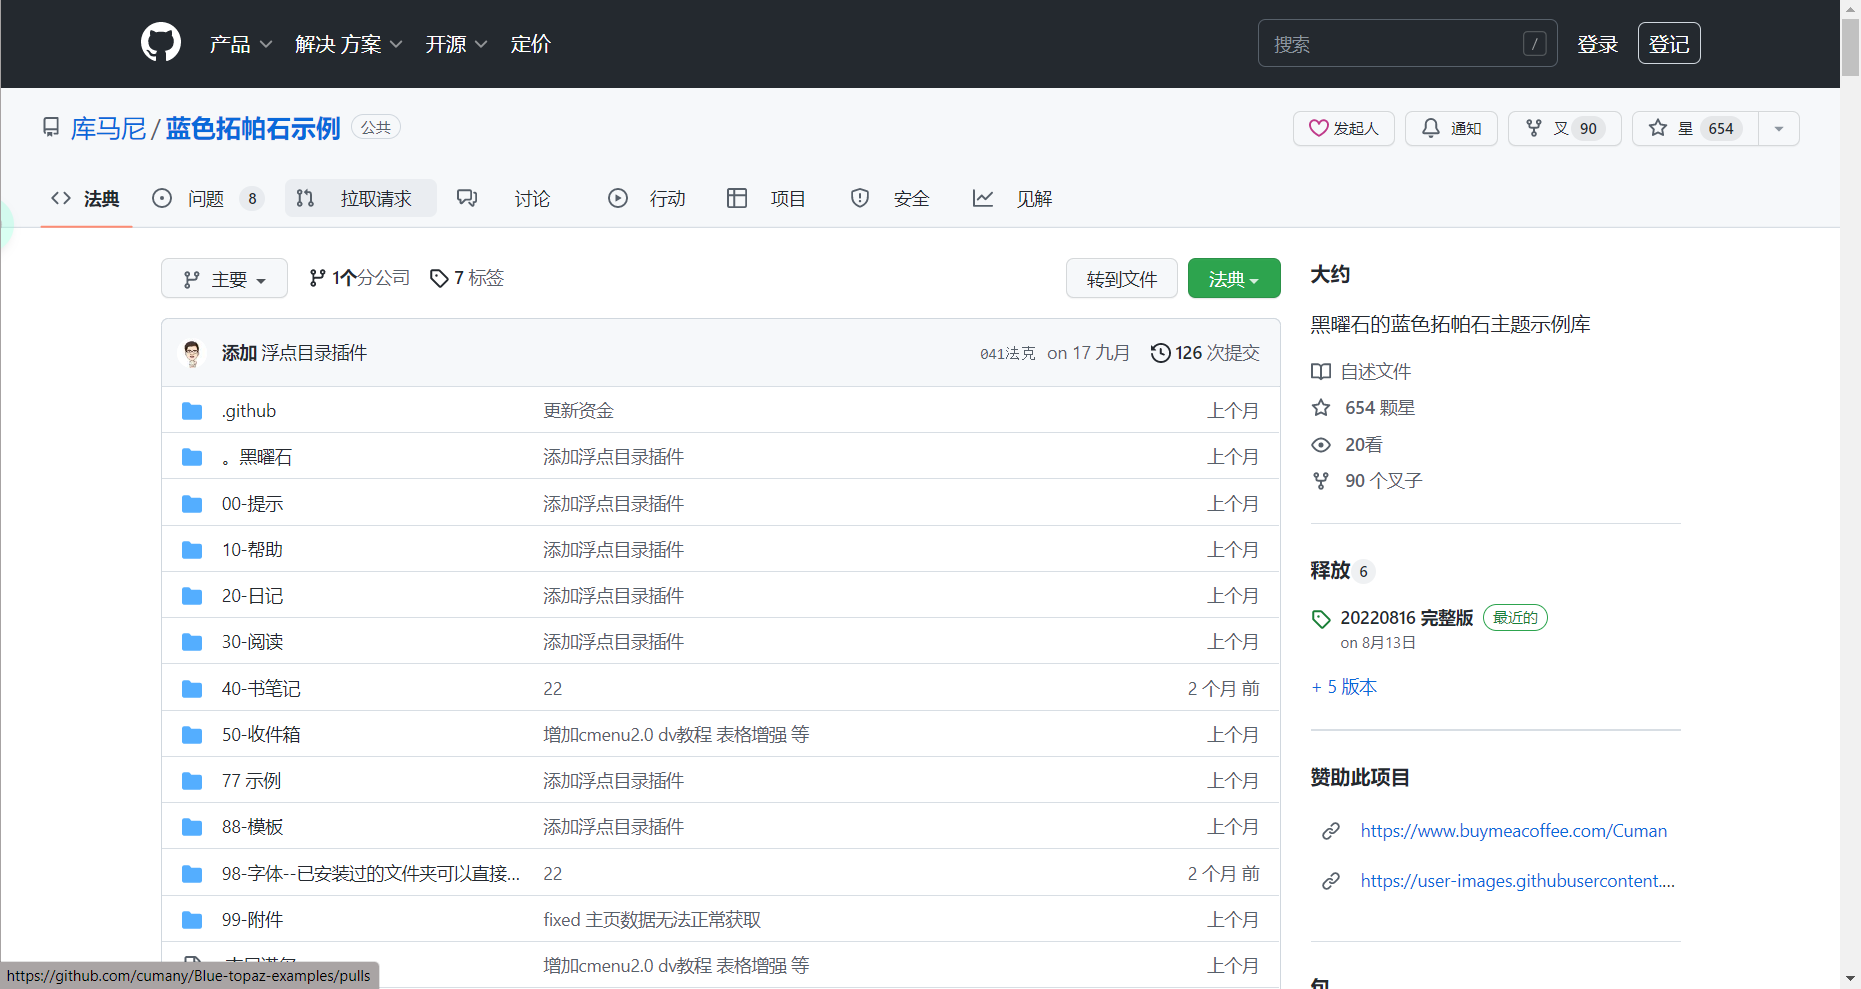 产品 解决 方案 开源 定价 搜索 / 登录 登记
库马尼 / 蓝色拓帕石示例 公共 发起人 通知 叉 90 星 654
法典 问题 8 拉取请求 讨论 行动 项目 安全 见解
主要 1个分公司 7 标签 转到文件 法典
添加 浮点目录插件 041法克 on 17 九月 126 次提交
.github 更新资金 上个月
。黑曜石 添加浮点目录插件 上个月
00-提示 添加浮点目录插件 上个月
10-帮助 添加浮点目录插件 上个月
20-日记 添加浮点目录插件 上个月
30-阅读 添加浮点目录插件 上个月
40-书笔记 22 2 个月 前
50-收件箱 增加cmenu2.0 dv教程 表格增强 等 上个月
77 示例 添加浮点目录插件 上个月
88-模板 添加浮点目录插件 上个月
98-字体--已安装过的文件夹可以直接... 22 2 个月 前
99-附件 fixed 主页数据无法正常获取 上个月
增加cmenu2.0 dv教程 表格增强 等 上个月
大约
黑曜石的蓝色拓帕石主题示例库
自述文件
654 颗星
20看
90 个叉子
释放 6
20220816 完整版 最近的
on 8月13日
+ 5 版本
赞助此项目
https://www.buymeacoffee.com/Cuman
https://user-images.githubusercontent....
https://github.com/cumany/Blue-topaz-examples/pulls